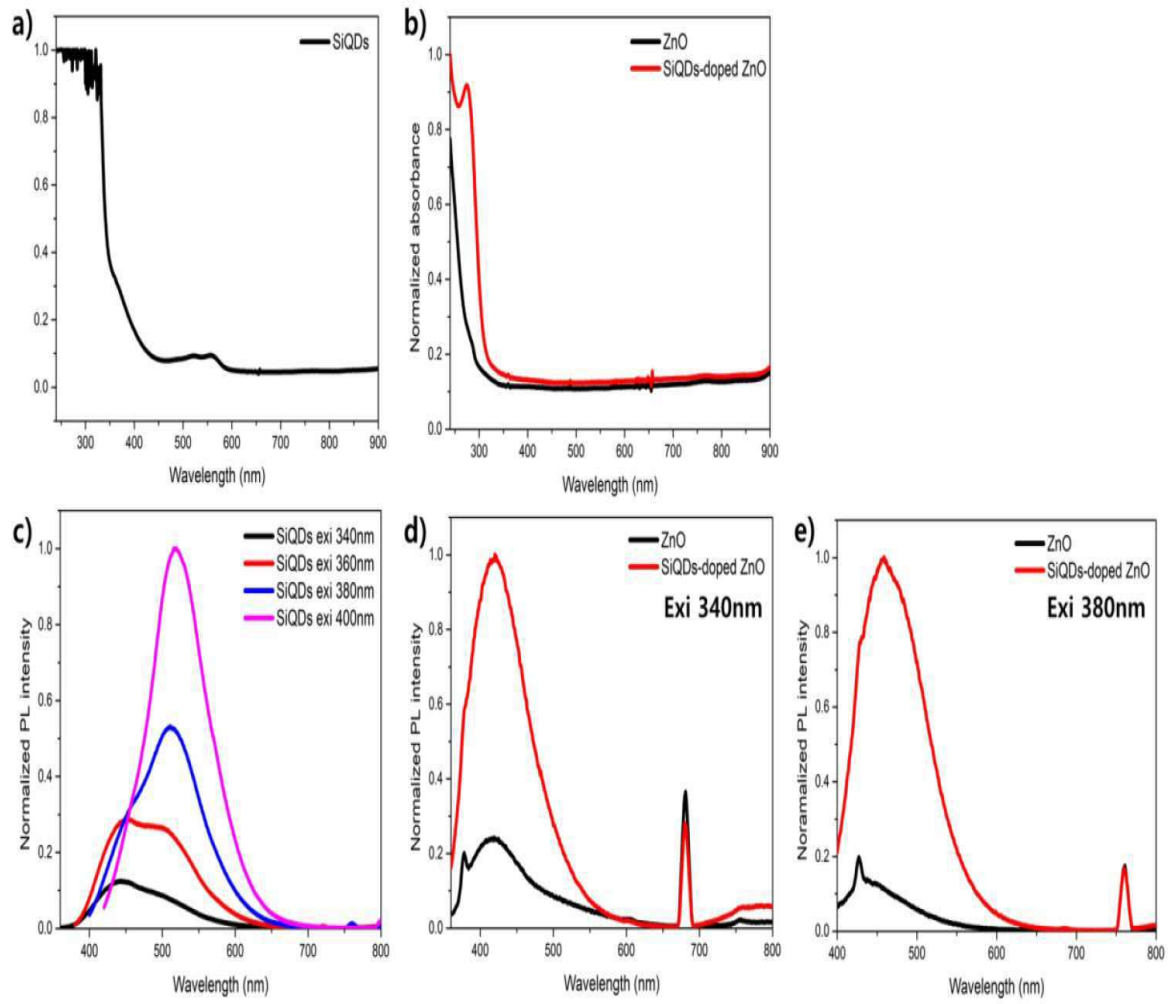 a)
SiQDs
1.0
0.8
0.6
0.4
0.2
0.0
300 400 500 600 700 800 900
Wavelength (nm)
b)
ZnO
SiQDs-doped ZnO
Normalized absorbance
1.0
0.8
0.6
0.4
0.2
0.0
300 400 500 600 700 800 900
Wavelength (nm)
c)
SiQDs exi 340nm
SiQDs exi 360nm
SiQDs exi 380nm
SiQDs exi 400nm
Normalized PL intensity
1.0
0.8
0.6
0.4
0.2
0.0
400 500 600 700 800
Wavelength (nm)
d)
ZnO
SiQDs-doped ZnO
Exi 340nm
Normalized PL intensity
1.0
0.8
0.6
0.4
0.2
0.0
400 500 600 700 800
Wavelength (nm)
e)
ZnO
SiQDs-doped ZnO
Exi 380nm
Noramalized PL intensity
1.0
0.8
0.6
0.4
0.2
0.0
400 500 600 700 800
Wavelength (nm)